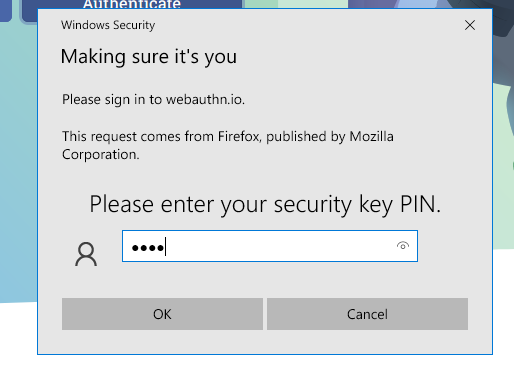 Authenticate
Windows Security
Making sure it's you
Please sign in to webauthn.io.
This request comes from Firefox, published by Mozilla
Corporation.
Please enter your security key PIN.
●●●●
OK Cancel